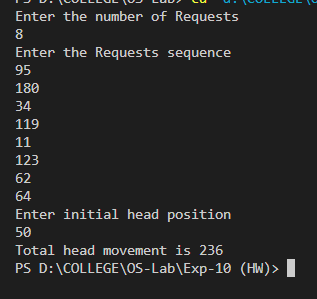 PS D:\COLLEGE\OS-Lab> cd
Enter the number of Requests
8
Enter the Requests sequence
95
180
34
119
11
123
62
64
Enter initial head position
50
Total head movement is 236
PS D:\COLLEGE\OS-Lab\Exp-10 (HW)>